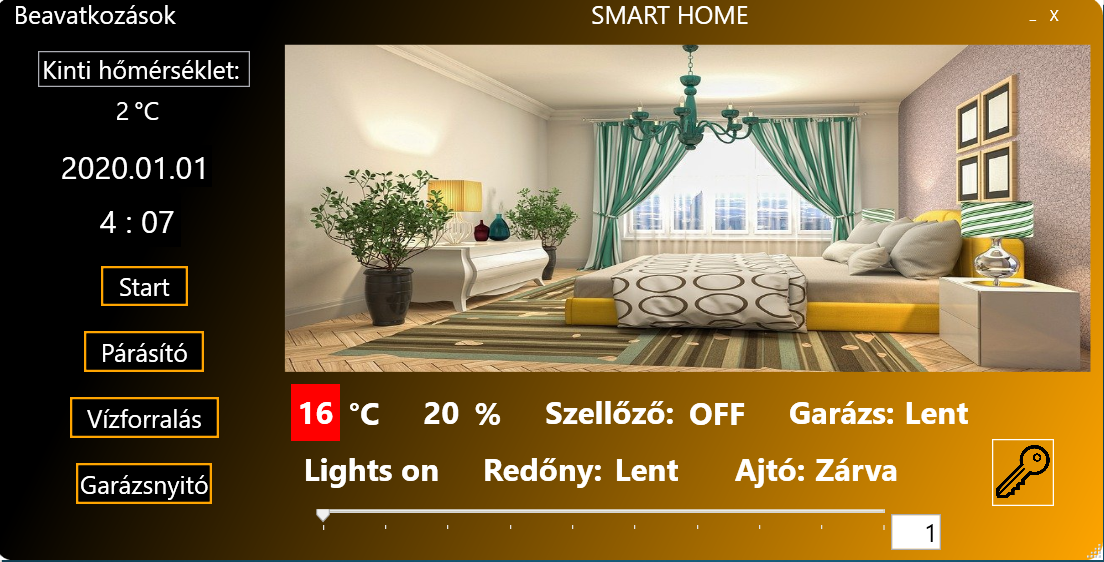 Beavatkozások
SMART HOME
_ X
Kinti hőmérséklet:
2 °C
2020.01.01
4 : 07
Start
Párásító
Vízforralás
Garázsnyitó
16 °C 20 % Szellőző: OFF Garázs: Lent
Lights on Redőny: Lent Ajtó: Zárva
1